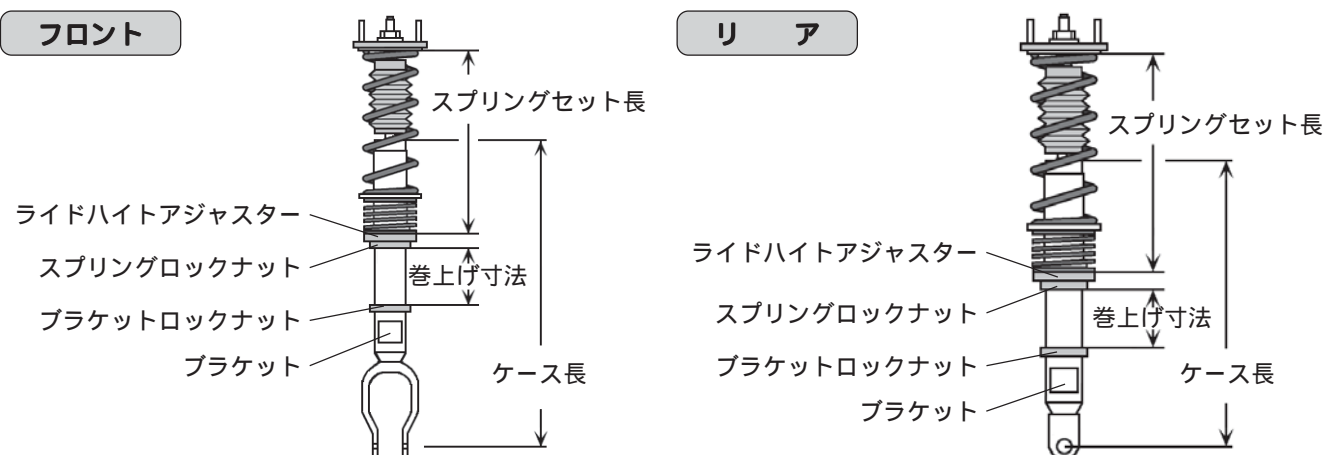 フロント
スプリングセット長
ライドハイトアジャスター
スプリングロックナット
巻上げ寸法
ブラケットロックナット
ブラケット
ケース長
リ　ア
スプリングセット長
ライドハイトアジャスター
スプリングロックナット
巻上げ寸法
ブラケットロックナット
ケース長
ブラケット